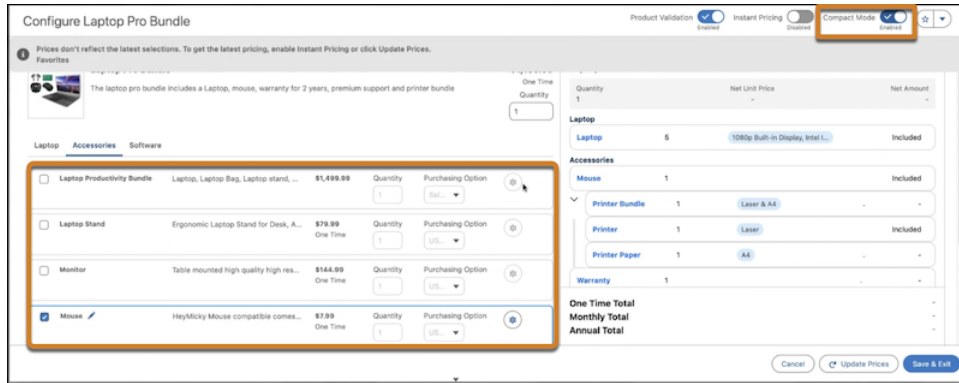 Configure Laptop Pro Bundle
Product Validation
Enabled
Instant Pricing
Disabled
Compact Mode
Enabled
Prices don't reflect the latest selections. To get the latest pricing, enable Instant Pricing or click Update Prices.
Favorites
The laptop pro bundle includes a Laptop, mouse, warranty for 2 years, premium support and printer bundle
One Time
Quantity
1
Laptop Accessories Software
Laptop Productivity Bundle Laptop, Laptop Bag, Laptop stand, ... $1,499.99 Quantity Purchasing Option
1 Sel...
Laptop Stand Ergonomic Laptop Stand for Desk, A... $79.99 Quantity Purchasing Option
One Time 1 US...
Monitor Table mounted high quality high res... $144.99 Quantity Purchasing Option
One Time 1 US...
Mouse HeyMicky Mouse compatible comes... $7.99 Quantity Purchasing Option
One Time 1 US...
Quantity Net Unit Price Net Amount
1 - -
Laptop
Laptop 5 1080p Built-in Display, Intel I... Included
Accessories
Mouse 1 Included
Printer Bundle 1 Laser & A4 - -
Printer 1 Laser Included
Printer Paper 1 A4 - -
Warranty 1 - -
One Time Total -
Monthly Total -
Annual Total -
Cancel Update Prices Save & Exit